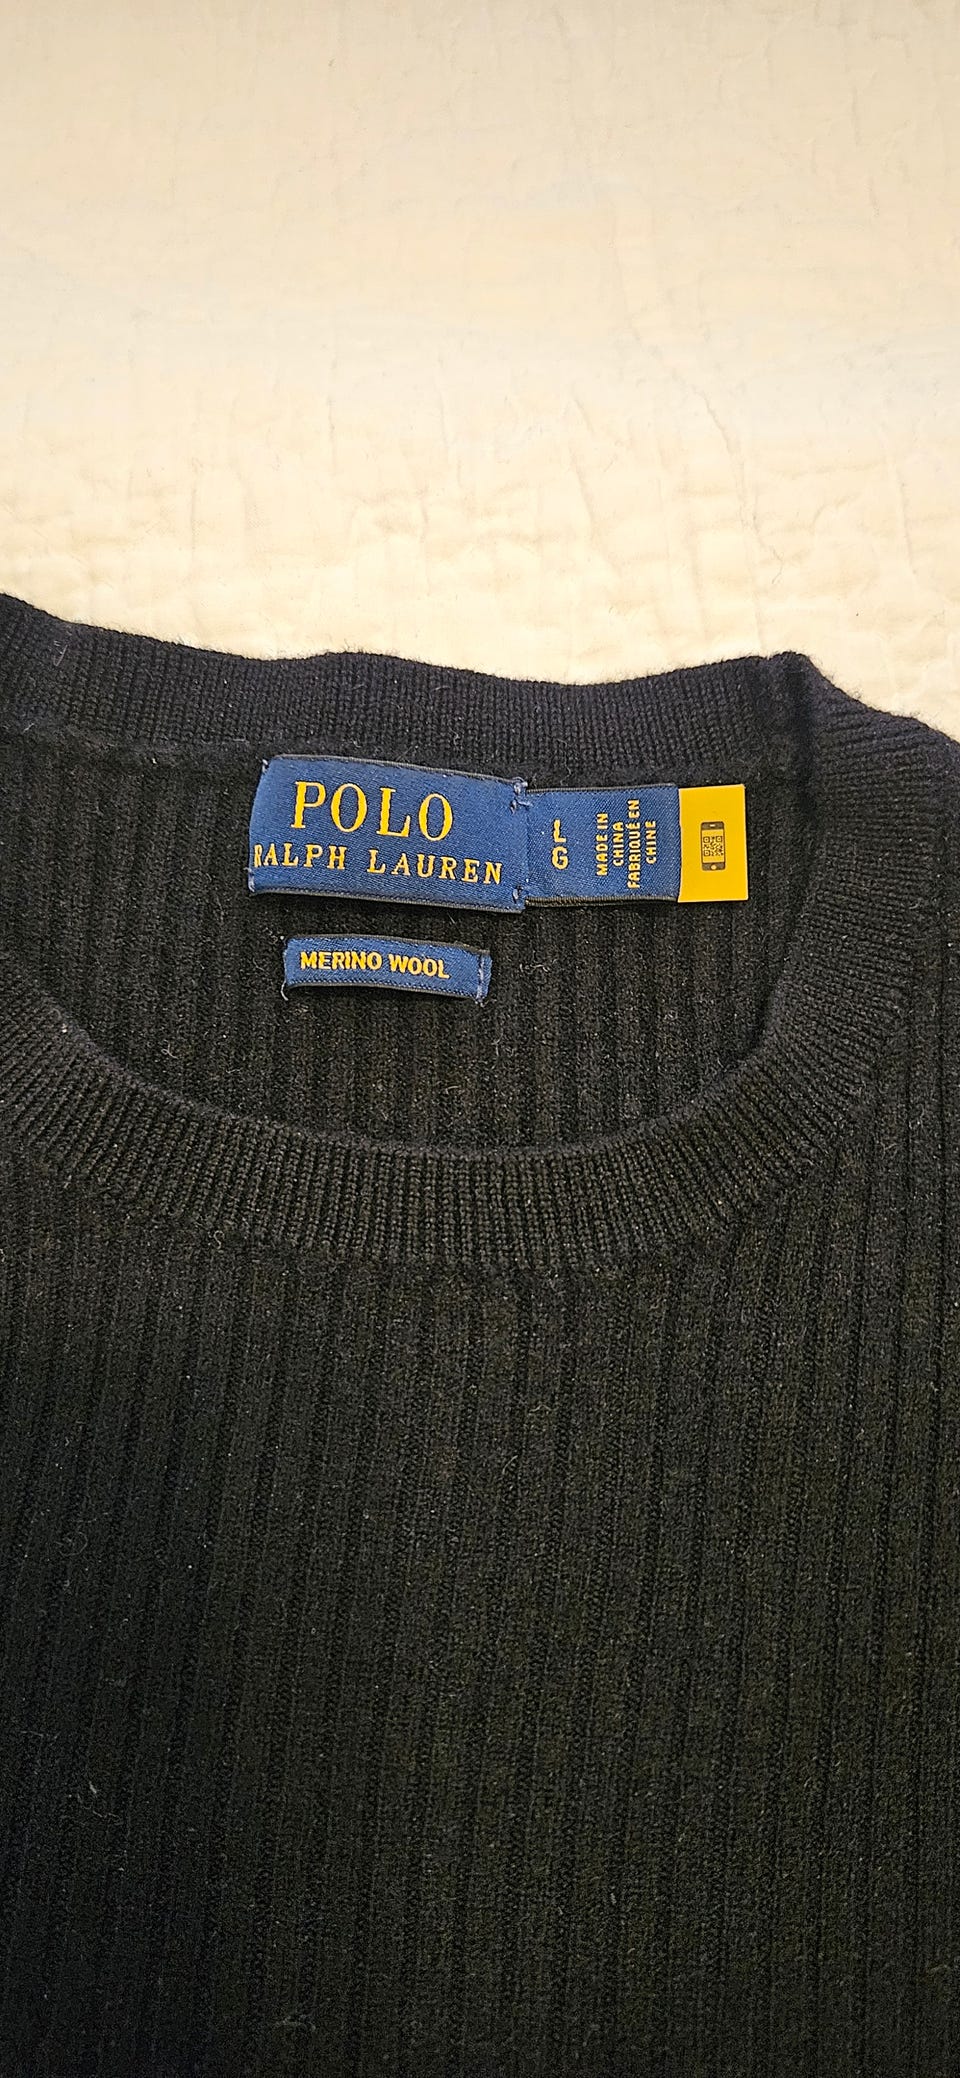 POLO
RALPH LAUREN
L
G
MADE IN
CHINA
FABRIQUÉ EN
CHINE
MERINO WOOL